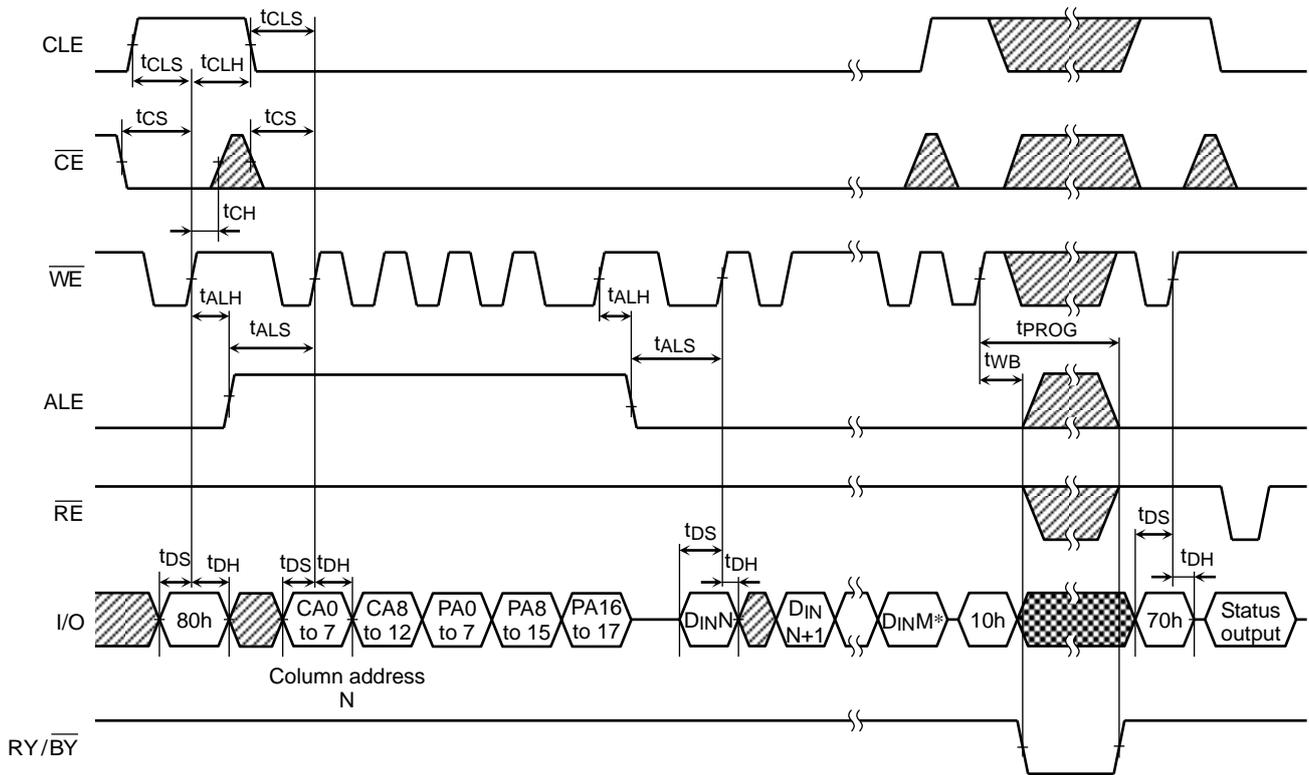 tCLS
CLE
tCLS tCLH
tCS tCS
CE
tCH
WE
tALH tALH
tALS tPROG
tALS tWB
ALE
RE
tDS tDS
tDS tDH tDS tDH tDH tDH
I/O 80h CA0 to 7 CA8 to 12 PA0 to 7 PA8 to 15 PA16 to 17 DINN DIN N+1 DINM* 10h 70h Status output
Column address
N
RY/BY